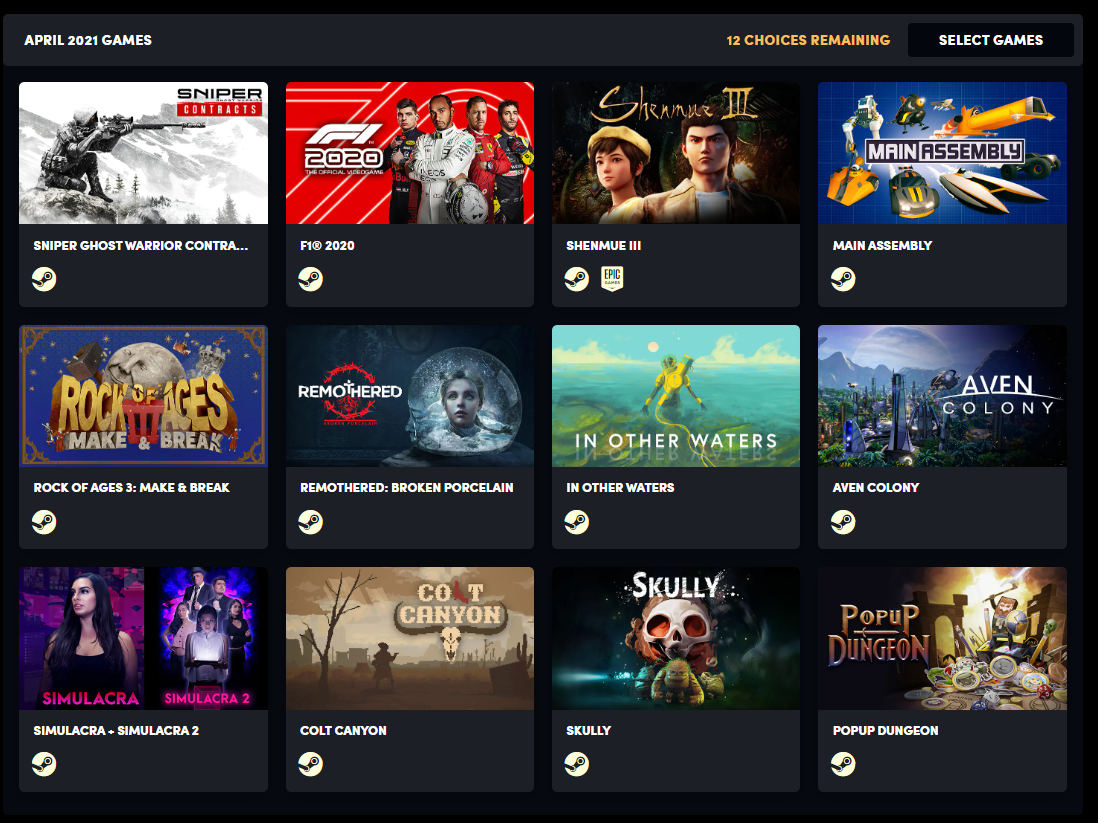 APRIL 2021 GAMES
12 CHOICES REMAINING
SELECT GAMES
SNIPER
GHOST WARRIOR
CONTRACTS
F1
2020
THE OFFICIAL VIDEOGAME
INEOS
Shenmue III
MAIN ASSEMBLY
SNIPER GHOST WARRIOR CONTRA...
F1® 2020
SHENMUE III
EPIC
GAMES
MAIN ASSEMBLY
ROCK OF AGES
III
MAKE & BREAK
REMOTHERED
BROKEN PORCELAIN
IN OTHER WATERS
AVEN
COLONY
ROCK OF AGES 3: MAKE & BREAK
REMOTHERED: BROKEN PORCELAIN
IN OTHER WATERS
AVEN COLONY
SIMULACRA
SIMULACRA 2
COLT
CANYON
SKULLY
POPUP
DUNGEON
SIMULACRA + SIMULACRA 2
COLT CANYON
SKULLY
POPUP DUNGEON